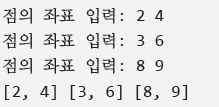 점의 좌표 입력: 2 4
점의 좌표 입력: 3 6
점의 좌표 입력: 8 9
[2, 4] [3, 6] [8, 9]